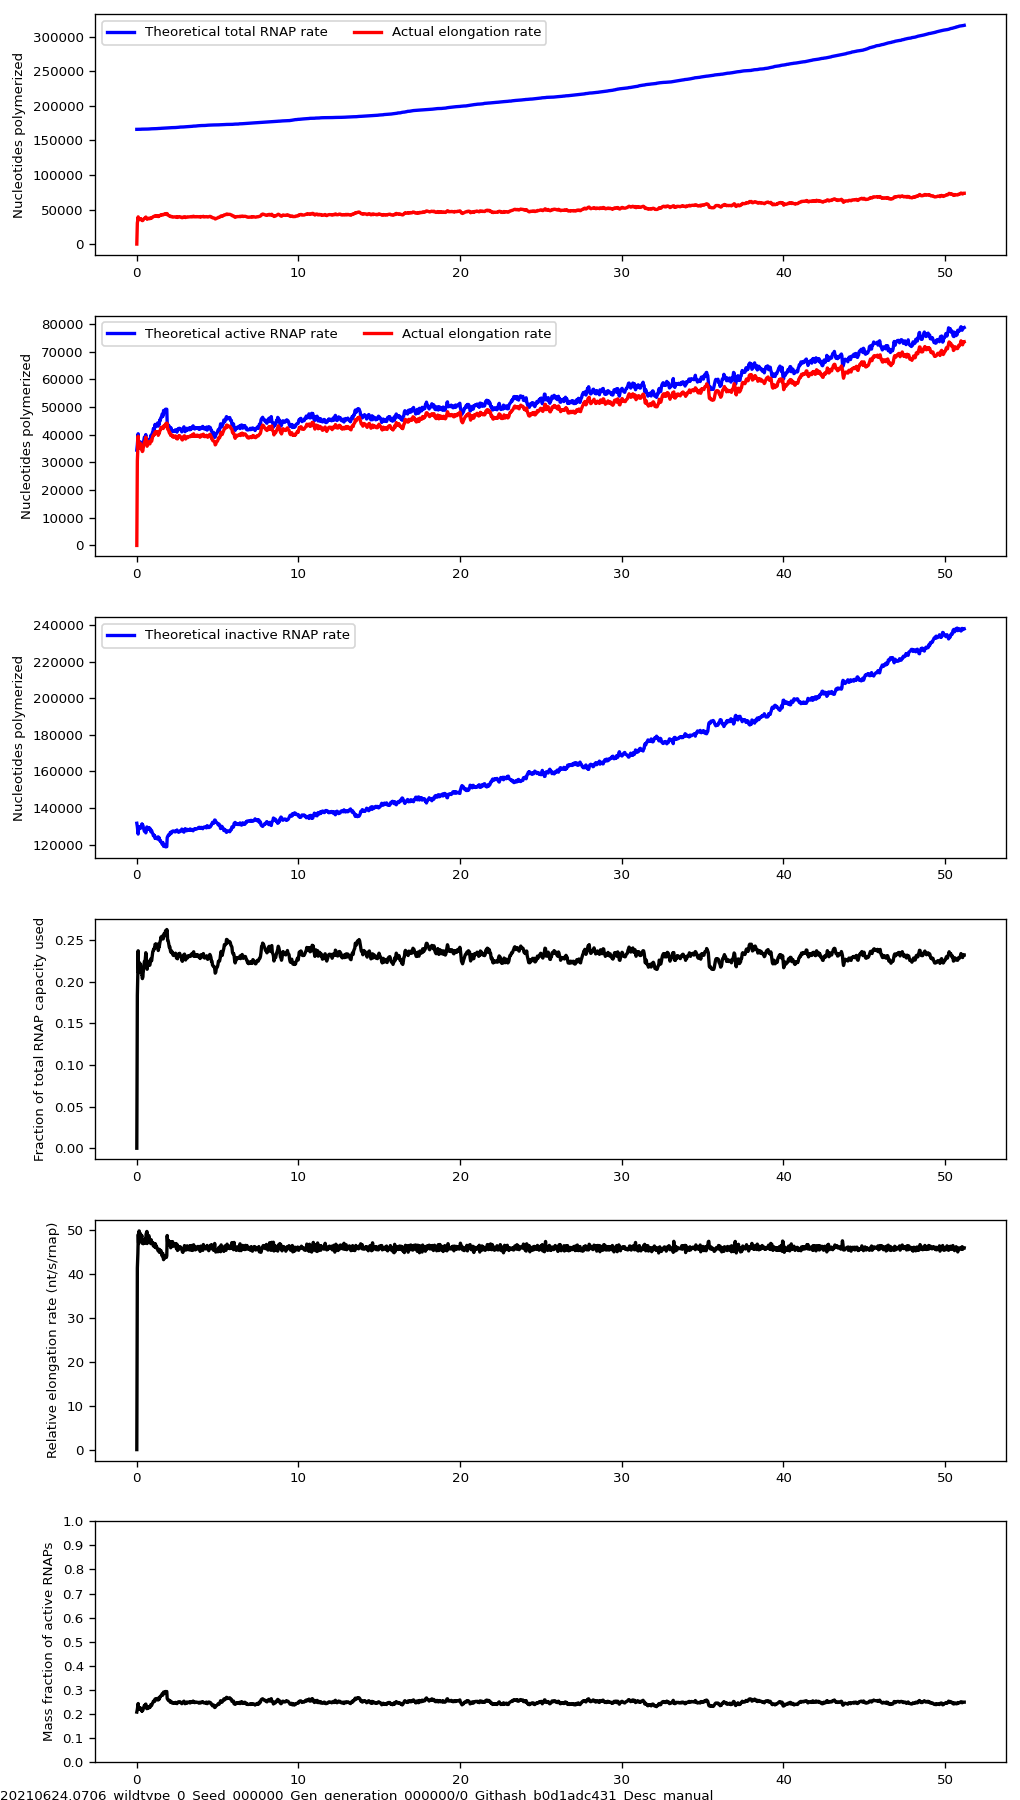 Theoretical total RNAP rate Actual elongation rate
Nucleotides polymerized
300000
250000
200000
150000
100000
50000
0
0 10 20 30 40 50
Theoretical active RNAP rate Actual elongation rate
Nucleotides polymerized
80000
70000
60000
50000
40000
30000
20000
10000
0
0 10 20 30 40 50
Theoretical inactive RNAP rate
Nucleotides polymerized
240000
220000
200000
180000
160000
140000
120000
0 10 20 30 40 50
Fraction of total RNAP capacity used
0.25
0.20
0.15
0.10
0.05
0.00
0 10 20 30 40 50
Relative elongation rate (nt/s/rnap)
50
40
30
20
10
0
0 10 20 30 40 50
Mass fraction of active RNAPs
1.0
0.9
0.8
0.7
0.6
0.5
0.4
0.3
0.2
0.1
0.0
0 10 20 30 40 50
20210624.0706_wildtype_0_Seed_000000_Gen_generation_000000/0_Githash_b0d1adc431_Desc_manual